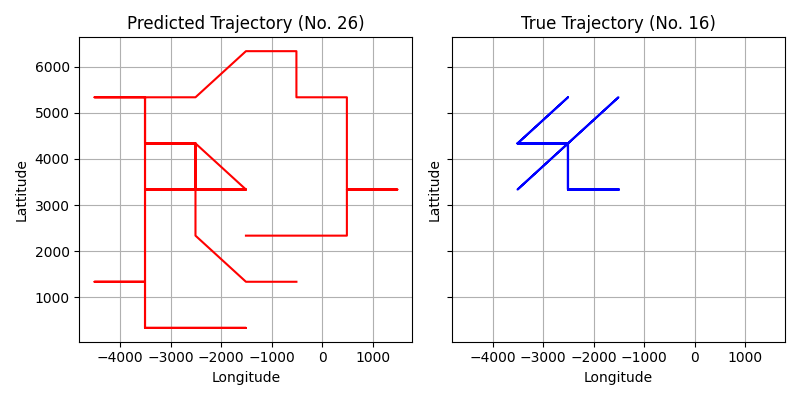 Predicted Trajectory (No. 26)
True Trajectory (No. 16)
Lattitude
6000
5000
4000
3000
2000
1000
−4000 −3000 −2000 −1000 0 1000
Longitude
Lattitude
−4000 −3000 −2000 −1000 0 1000
Longitude